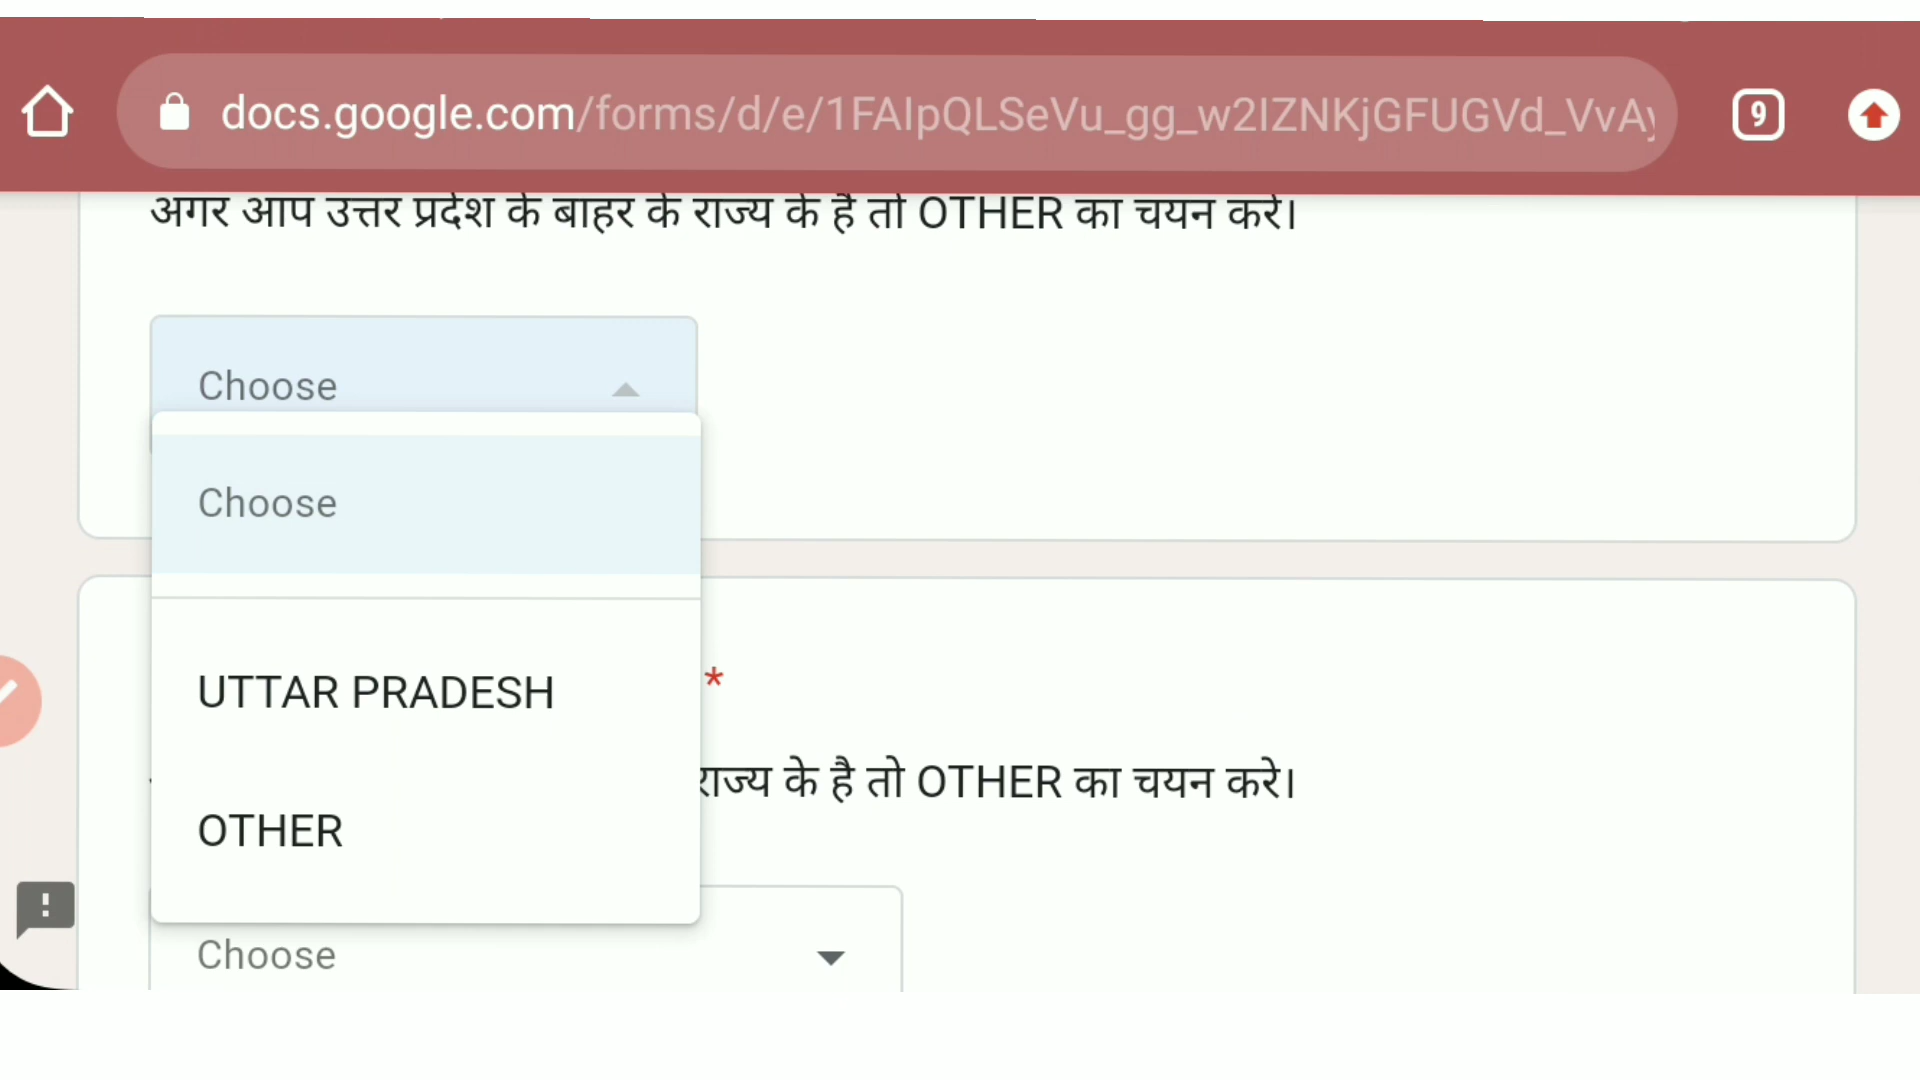 docs.google.com/forms/d/e/1FAIpQLSeVu_gg_w2IZNKjGFUGVd_VvAy
9
अगर आप उत्तर प्रदेश के बाहर के राज्य के है तो OTHER का चयन करे।
Choose
Choose
UTTAR PRADESH
*
राज्य के है तो OTHER का चयन करे।
OTHER
Choose